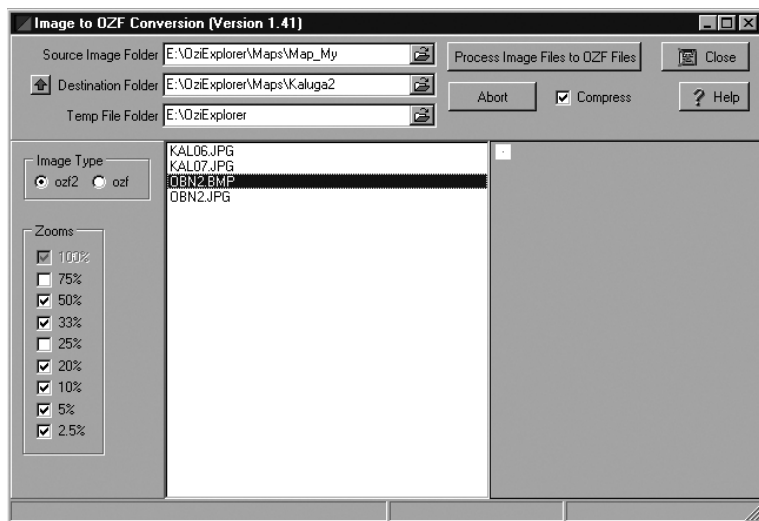 Image to OZF Conversion (Version 1.41)
Source Image Folder E:\OziExplorer\Maps\Map_My
Process Image Files to OZF Files
Close
Destination Folder E:\OziExplorer\Maps\Kaluga2
Abort
Compress
? Help
Temp File Folder E:\OziExplorer
Image Type
ozf2 ozf
Zooms
100%
75%
50%
33%
25%
20%
10%
5%
2.5%
KAL06.JPG
KAL07.JPG
OBN2.BMP
OBN2.JPG